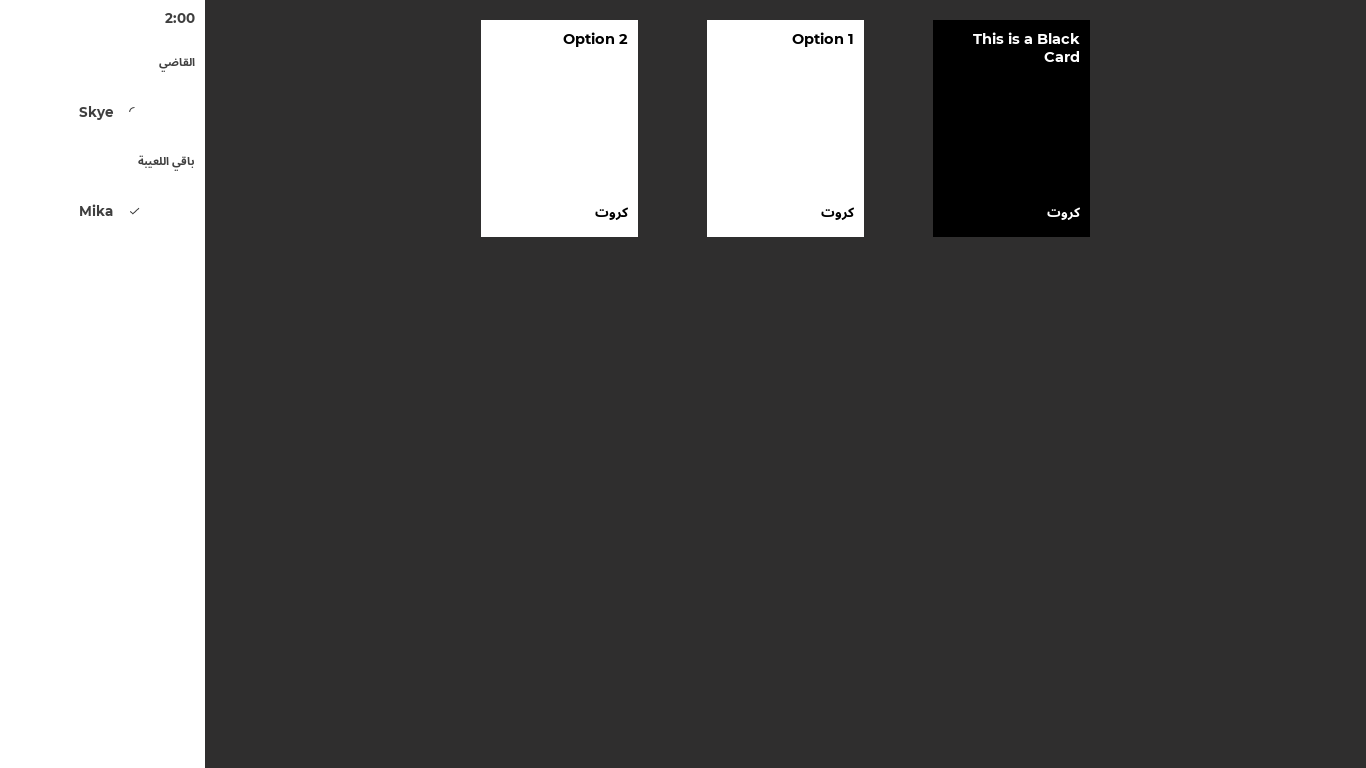 2:00
القاضي
Skye
باقي اللعيبة
Mika
This is a Black
Card
كروت
Option 1
كروت
Option 2
كروت